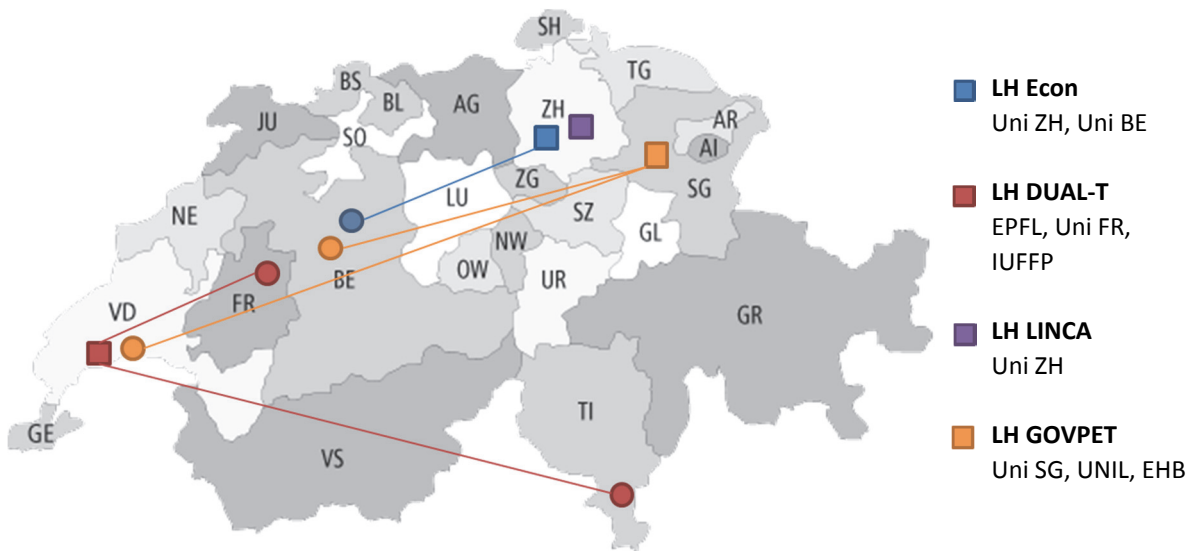 SH
TG
BS
BL
AG
ZH
AR
JU
SO
AI
ZG
SG
LU
SZ
NE
GL
NW
OW
UR
BE
FR
VD
GR
TI
GE
VS
LH Econ
Uni ZH, Uni BE
LH DUAL-T
EPFL, Uni FR,
IUFFP
LH LINCA
Uni ZH
LH GOVPET
Uni SG, UNIL, EHB